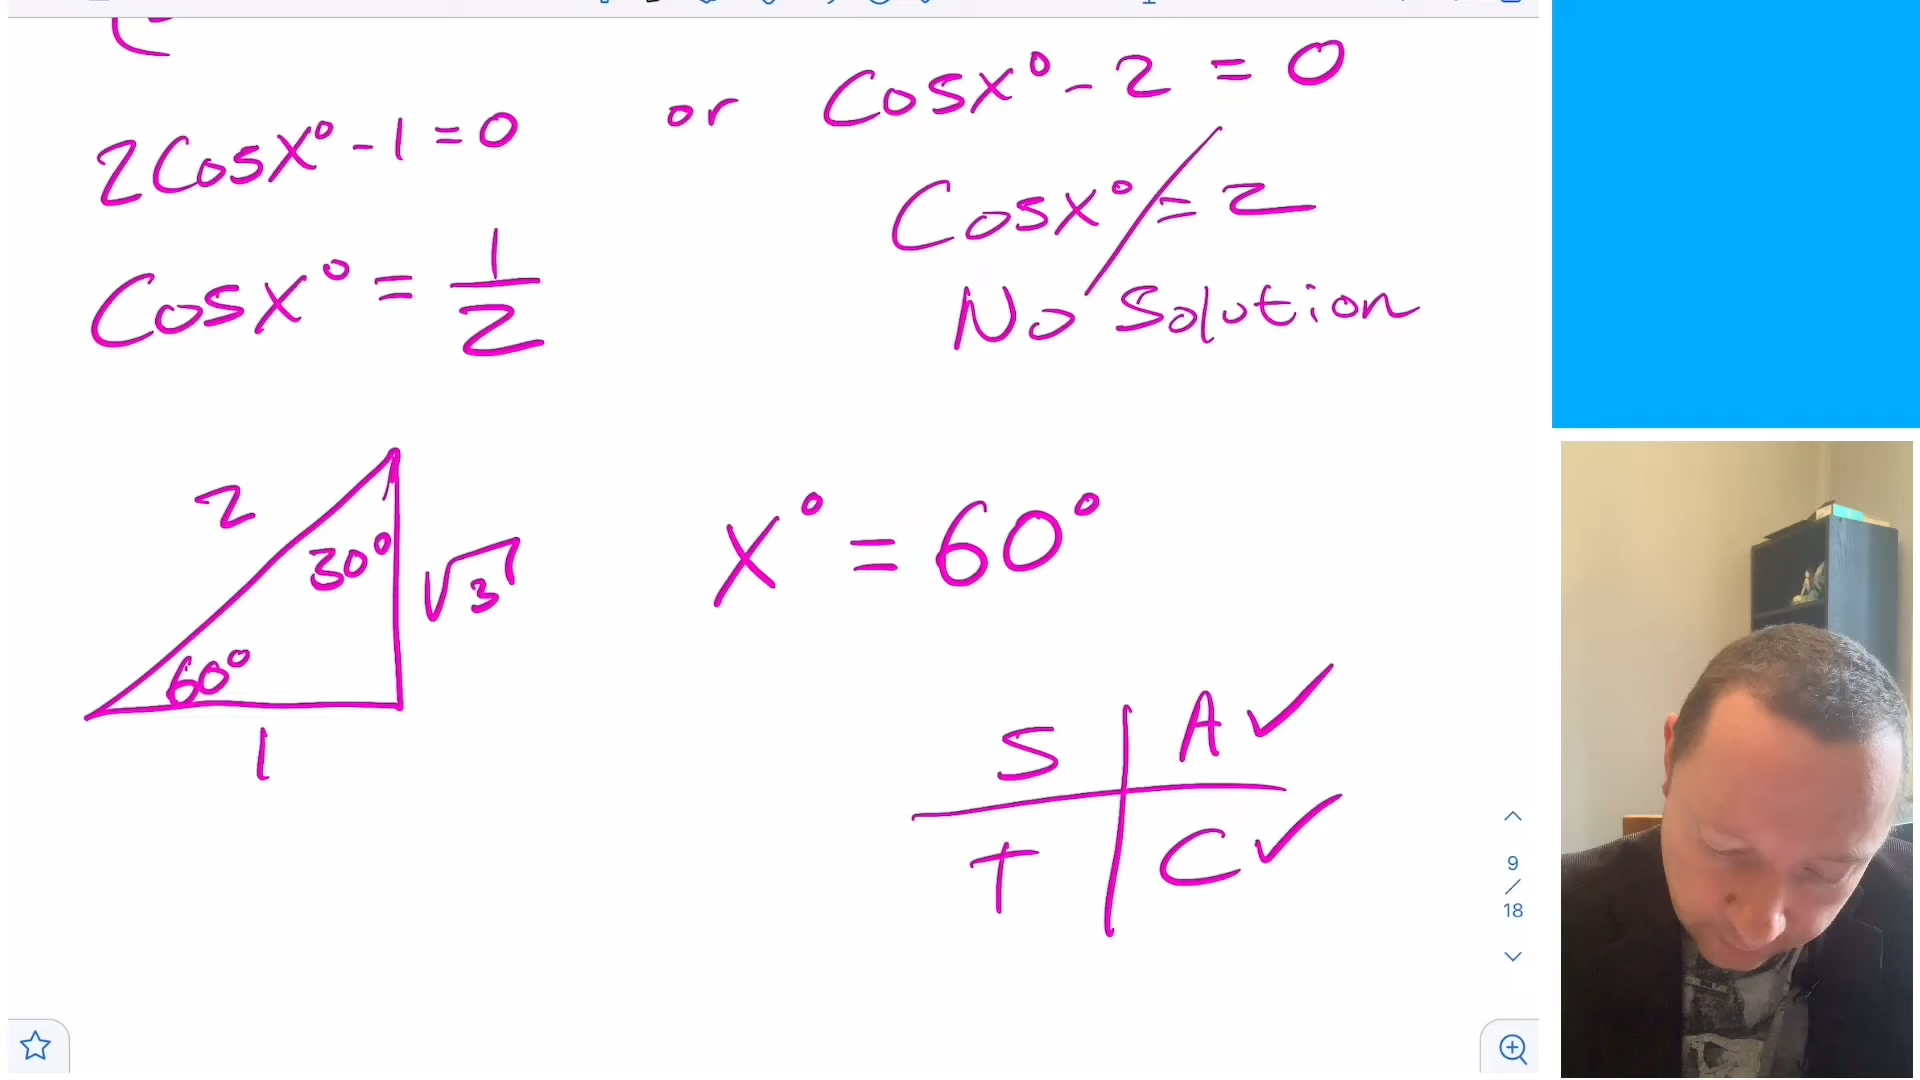 2Cosx° - 1 = 0 or Cosx° - 2 = 0
Cosx° = 2
Cosx° = 1/2
No Solution
2
30°
√3
60°
1
x° = 60°
S A ✓
T C ✓
9
/
18